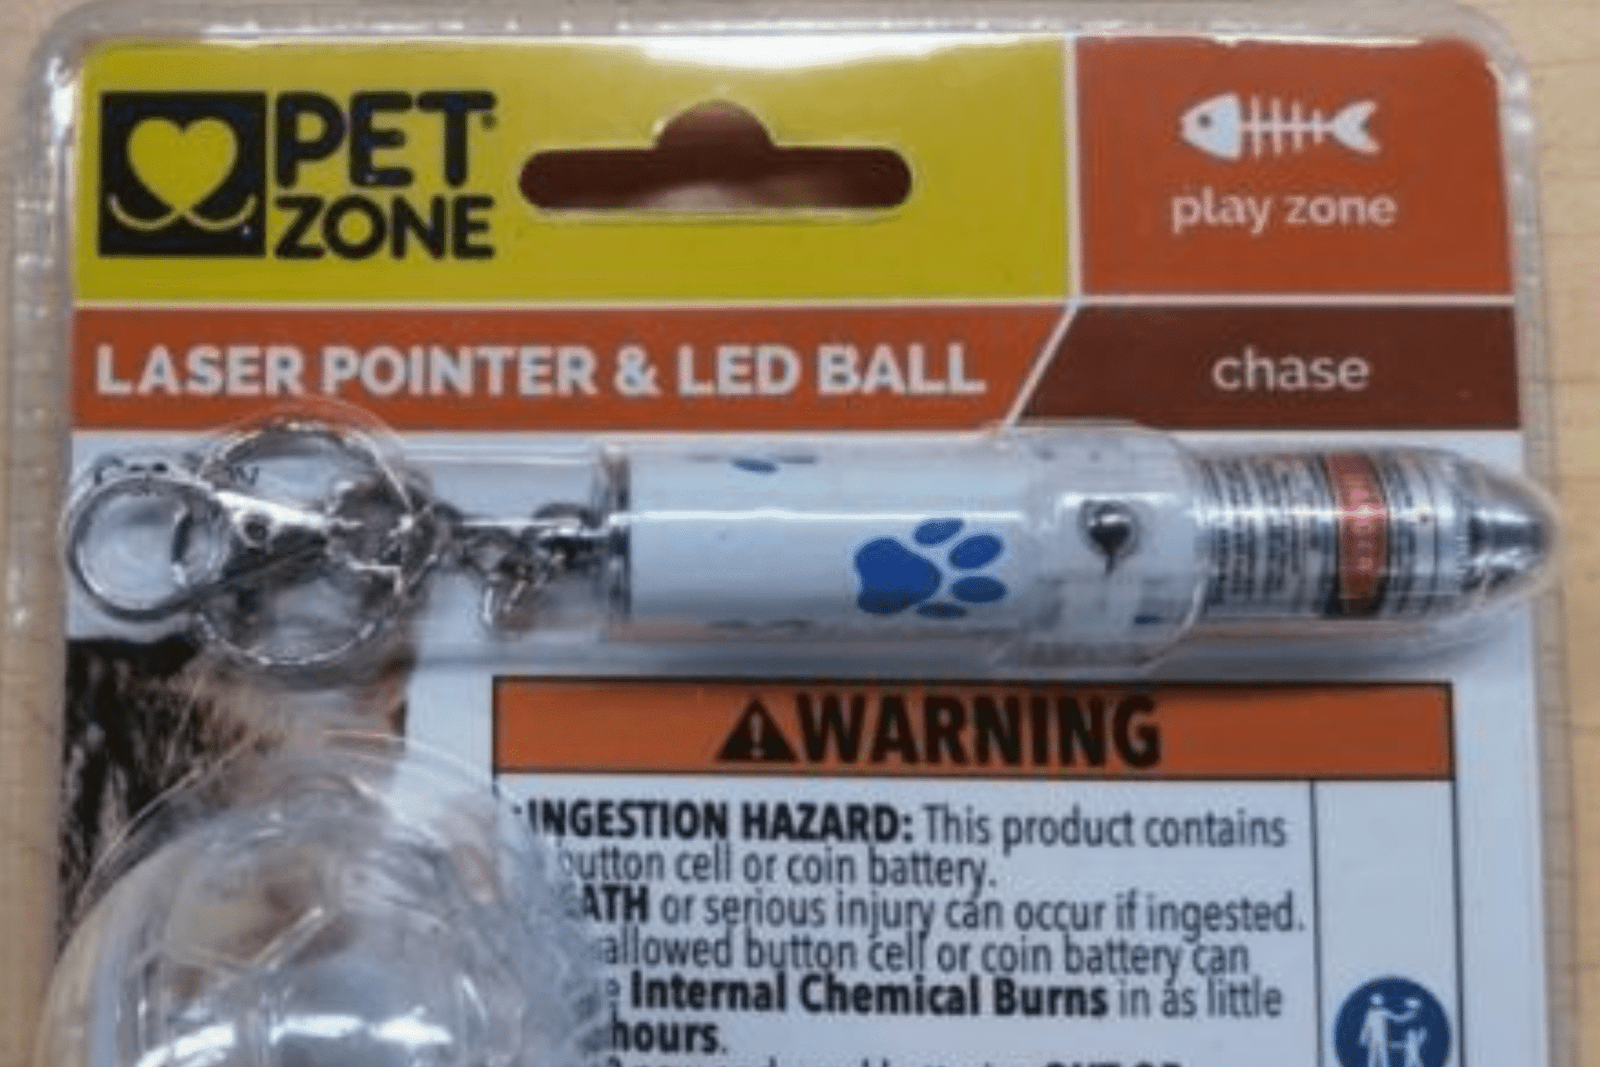 PET
ZONE®
play zone
LASER POINTER & LED BALL
chase
WARNING
INGESTION HAZARD: This product contains
button cell or coin battery.
ATH or serious injury can occur if ingested.
allowed button cell or coin battery can
Internal Chemical Burns in as little
hours.